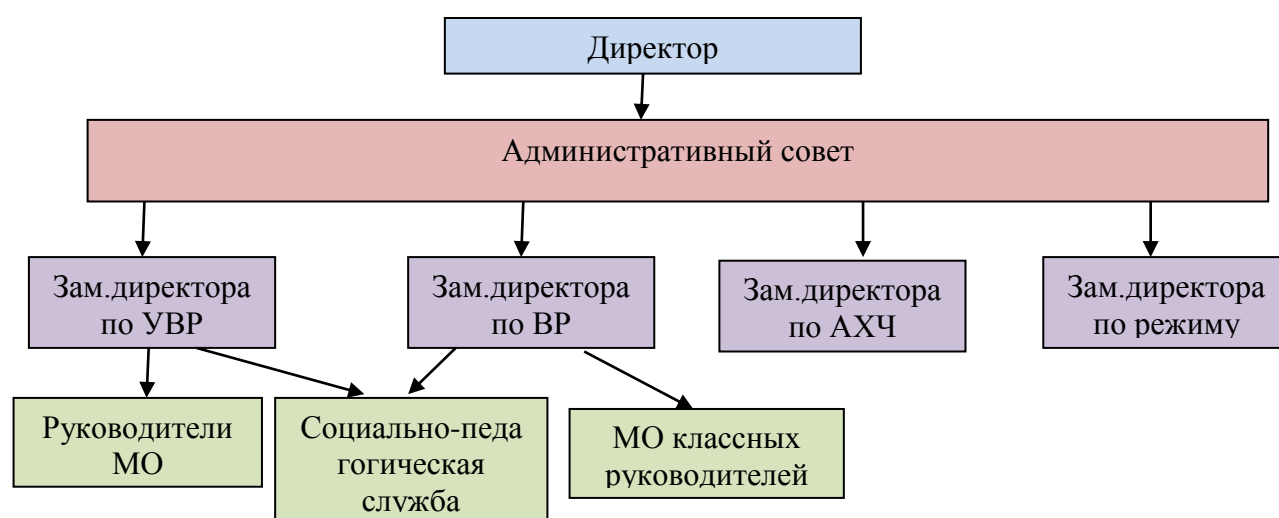 Директор
Административный совет
Зам.директора
по УВР
Зам.директора
по ВР
Зам.директора
по АХЧ
Зам.директора
по режиму
Руководители
МО
Социально-педа
гогическая
служба
МО классных
руководителей